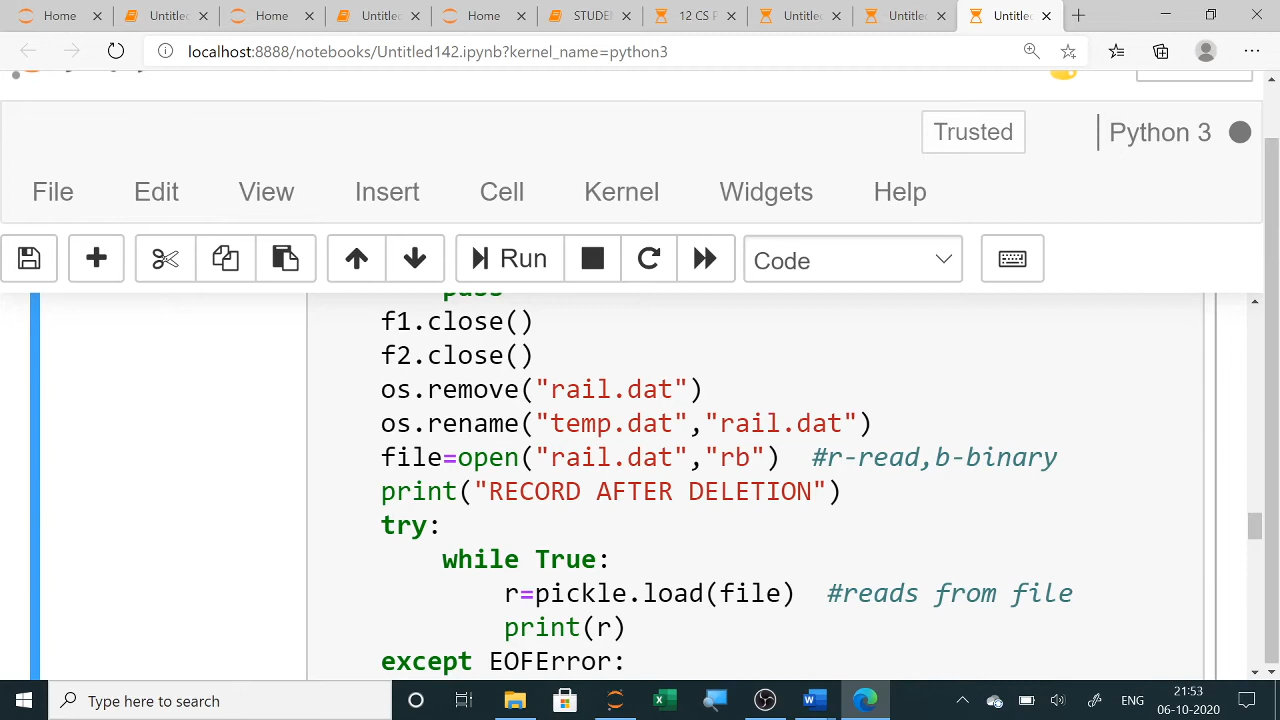 Home
Untitle
Home
Untitle
Home
STUDE
12 CS F
Untitle
Untitle
Untitle
localhost:8888/notebooks/Untitled142.ipynb?kernel_name=python3
Trusted
Python 3
File Edit View Insert Cell Kernel Widgets Help
Run
Code
pass
f1.close()
f2.close()
os.remove("rail.dat")
os.rename("temp.dat","rail.dat")
file=open("rail.dat","rb") #r-read,b-binary
print("RECORD AFTER DELETION")
try:
while True:
r=pickle.load(file) #reads from file
print(r)
except EOFError:
Type here to search
ENG
21:53
06-10-2020